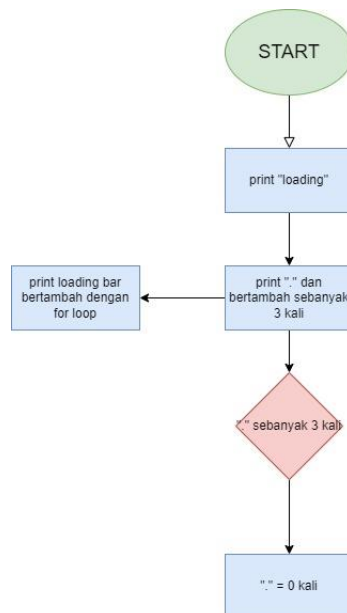 START
print "loading"
print loading bar
bertambah dengan
for loop
print "." dan
bertambah sebanyak
3 kali
"." sebanyak 3 kali
"." = 0 kali